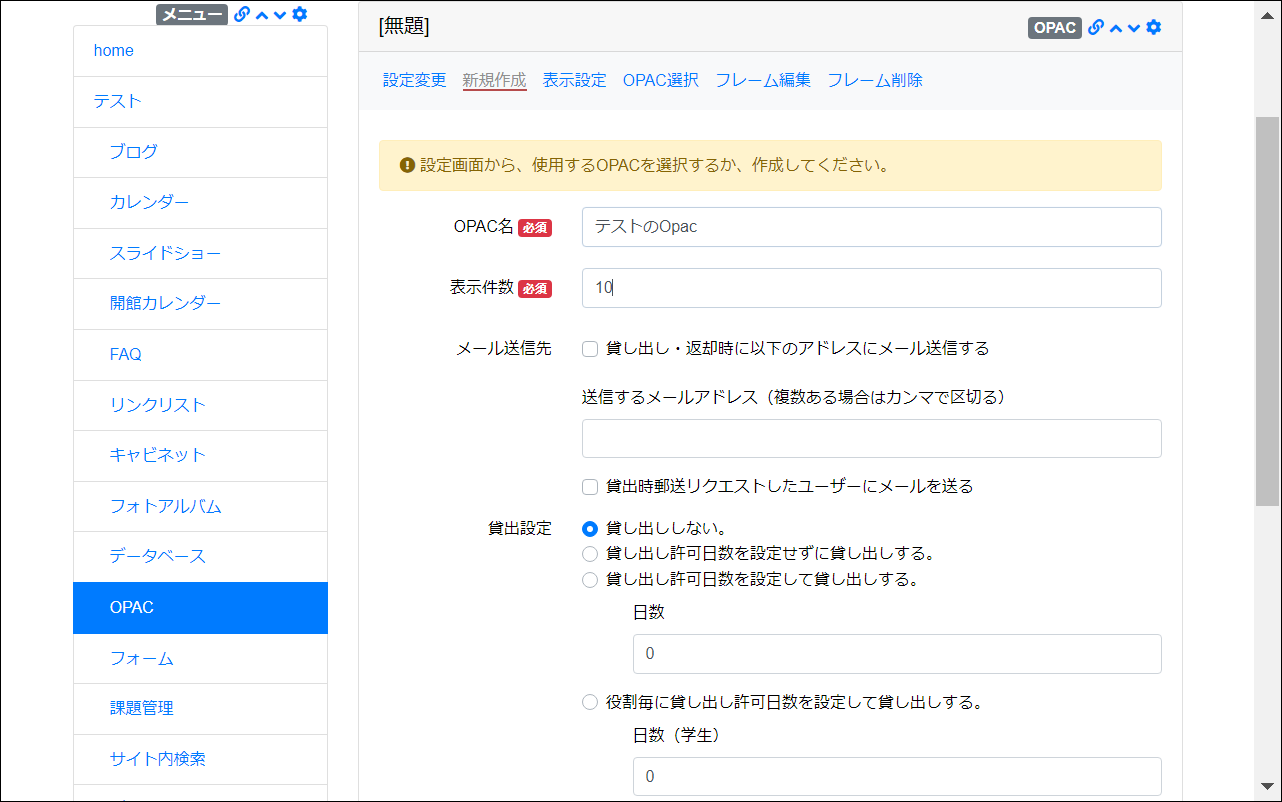 メニュー
home
テスト
ブログ
カレンダー
スライドショー
開館カレンダー
FAQ
リンクリスト
キャビネット
フォトアルバム
データベース
OPAC
フォーム
課題管理
サイト内検索
[無題]
OPAC
設定変更 新規作成 表示設定 OPAC選択 フレーム編集 フレーム削除
設定画面から、使用するOPACを選択するか、作成してください。
OPAC名 必須 テストのOpac
表示件数 必須 10
メール送信先 貸し出し・返却時に以下のアドレスにメール送信する
送信するメールアドレス（複数ある場合はカンマで区切る）
貸出時郵送リクエストしたユーザーにメールを送る
貸出設定 貸し出ししない。
貸し出し許可日数を設定せずに貸し出しする。
貸し出し許可日数を設定して貸し出しする。
日数
0
役割毎に貸し出し許可日数を設定して貸し出しする。
日数（学生）
0